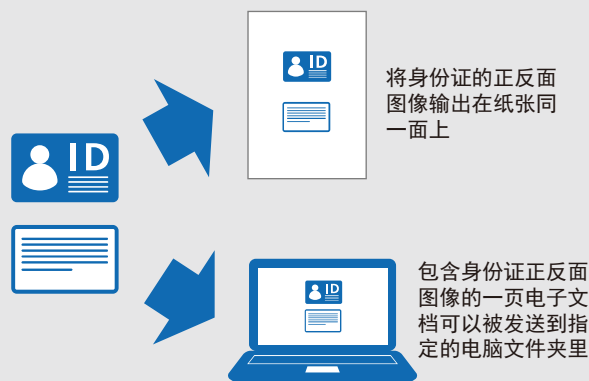 ID
将身份证的正反面
图像输出在纸张同
一面上
ID
ID
包含身份证正反面
图像的一页电子文
档可以被发送到指
定的电脑文件夹里